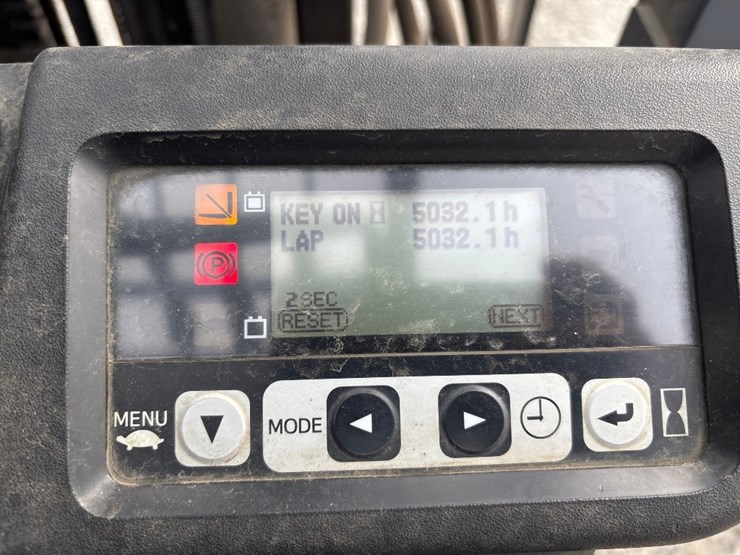 KEY ON 5032.1h
LAP 5032.1h
2SEC
(RESET) (NEXT)
P
MENU
MODE